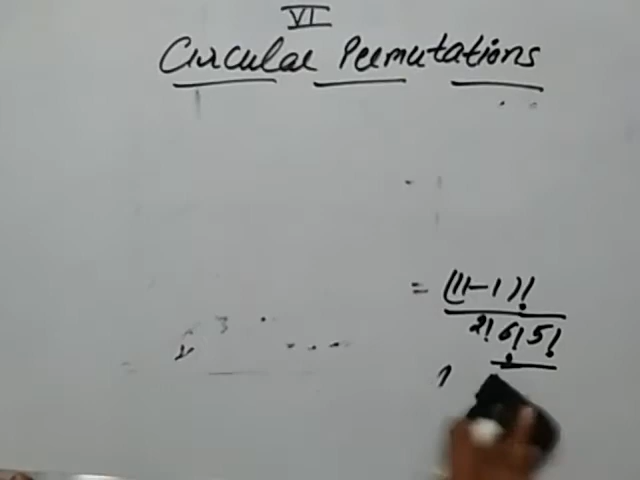 VI
Circular Permutations
= (11-1)!
2! 6! 5!